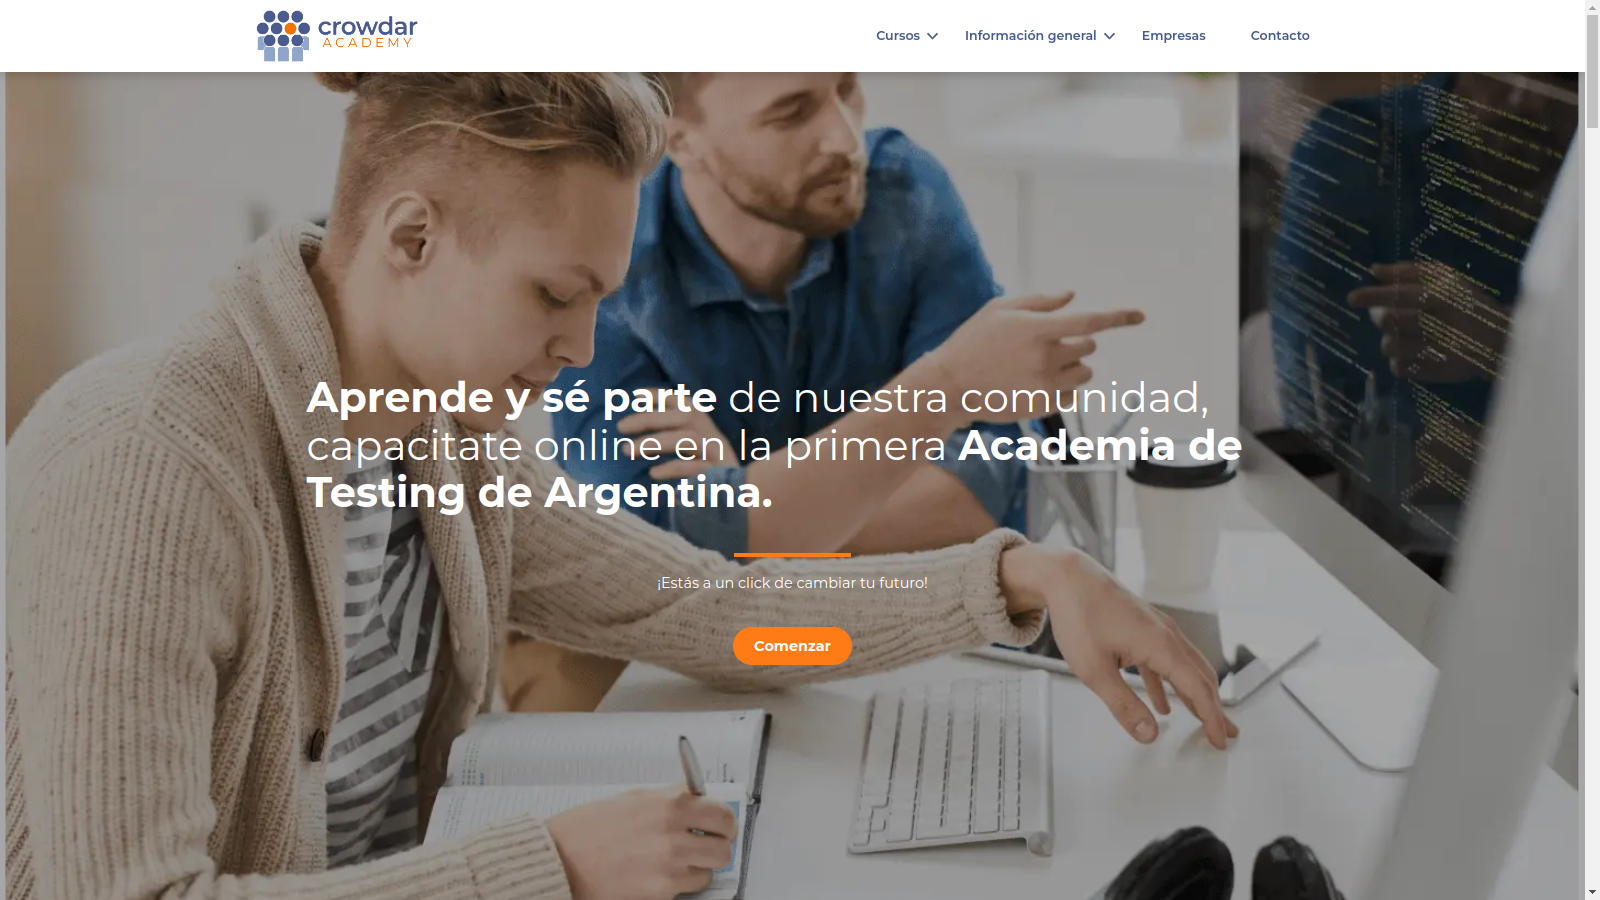 crowdar
ACADEMY
Cursos
Información general
Empresas
Contacto
Aprende y sé parte de nuestra comunidad,
capacitate online en la primera Academia de
Testing de Argentina.
¡Estás a un click de cambiar tu futuro!
Comenzar